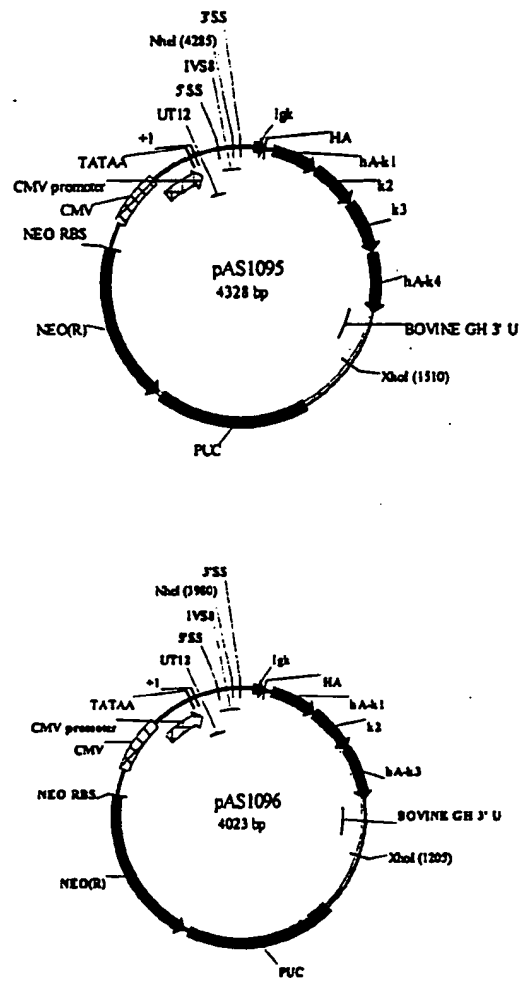 3'SS
NheI (4285)
IVS8
5'SS
UT12
+1
TATAA
CMV promoter
CMV
NEO RBS
NEO(R)
PUC
Igk
HA
hA-k1
k2
k3
hA-k4
BOVINE GH 3' U
XhoI (1510)
pAS1095
4328 bp
3'SS
NheI (3980)
IVS8
5'SS
UT12
+1
TATAA
CMV promoter
CMV
NEO RBS
NEO(R)
PUC
Igk
HA
hA-k1
k2
hA-k3
BOVINE GH 3' U
XhoI (1205)
pAS1096
4023 bp